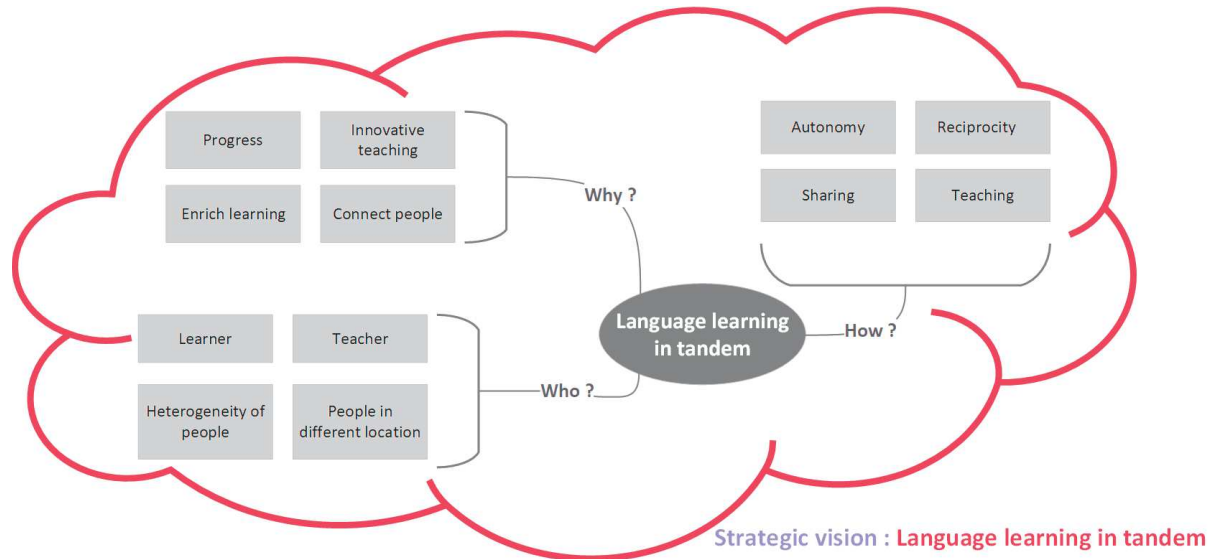 Progress
Innovative
teaching
Enrich learning
Connect people
Why ?
Autonomy
Reciprocity
Sharing
Teaching
How ?
Language learning
in tandem
Learner
Teacher
Heterogeneity of
people
People in
different location
Who ?
Strategic vision : Language learning in tandem